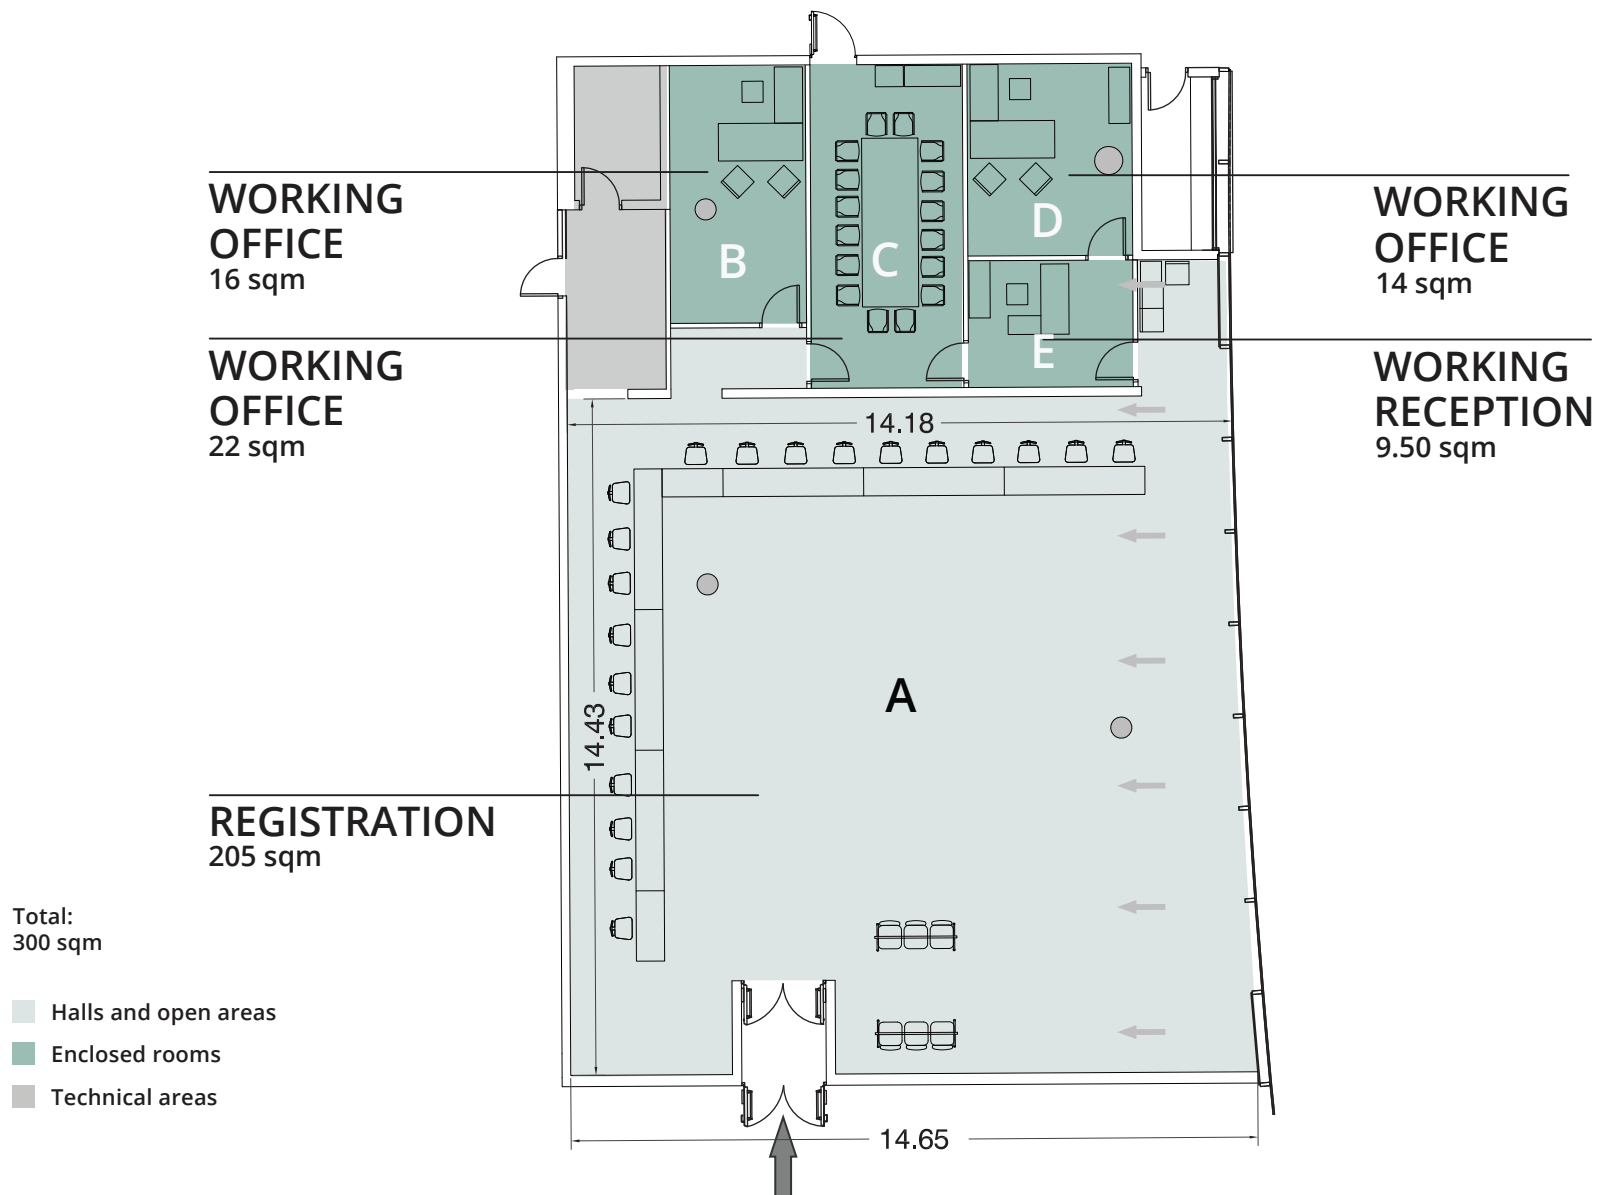 WORKING
OFFICE
16 sqm
WORKING
OFFICE
22 sqm
WORKING
OFFICE
14 sqm
WORKING
RECEPTION
9.50 sqm
B
C
D
E
14.18
14.43
A
REGISTRATION
205 sqm
Total:
300 sqm
Halls and open areas
Enclosed rooms
Technical areas
14.65